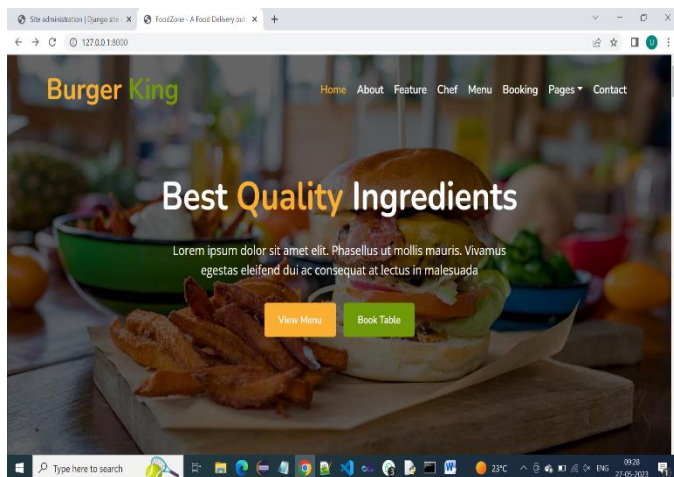 Site administration | Django site
FoodZone - A Food Delivery out
127.0.0.1:8000
U
Burger King
Home About Feature Chef Menu Booking Pages Contact
Best Quality Ingredients
Lorem ipsum dolor sit amet elit. Phasellus ut mollis mauris. Vivamus
egestas eleifend dui ac consequat at lectus in malesuada
View Menu Book Table
Type here to search
23°C
ENG
09:28
27-05-2023